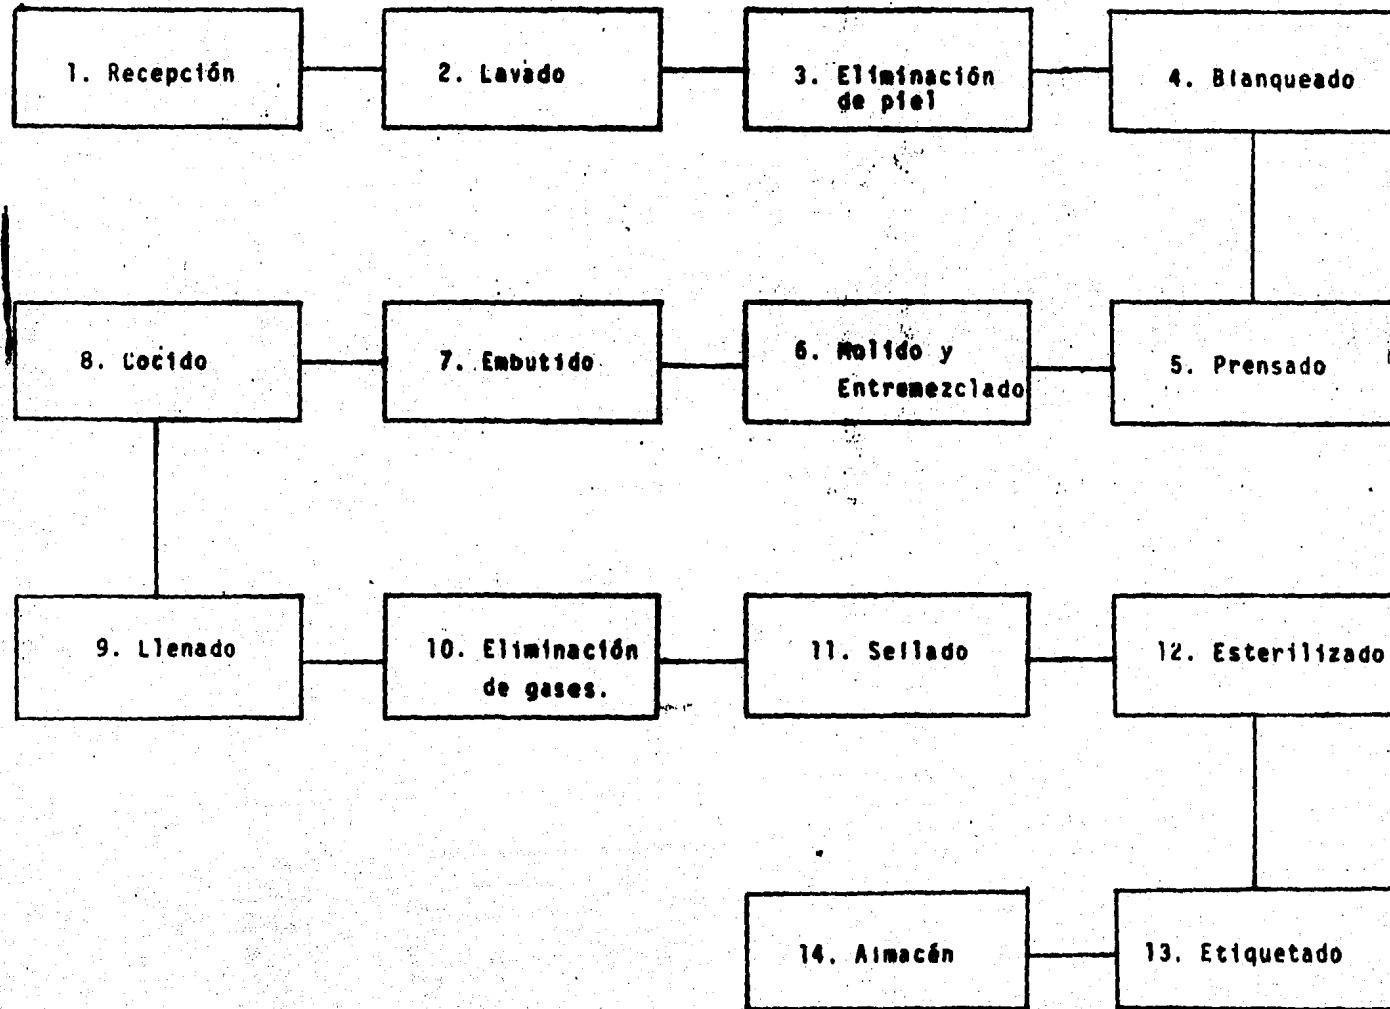 1. Recepción
2. Lavado
3. Eliminación
de piel
4. Blanqueado
5. Prensado
6. Molido y
Entremezclado
7. Embutido
8. Cocido
9. Llenado
10. Eliminación
de gases.
11. Sellado
12. Esterilizado
13. Etiquetado
14. Almacén